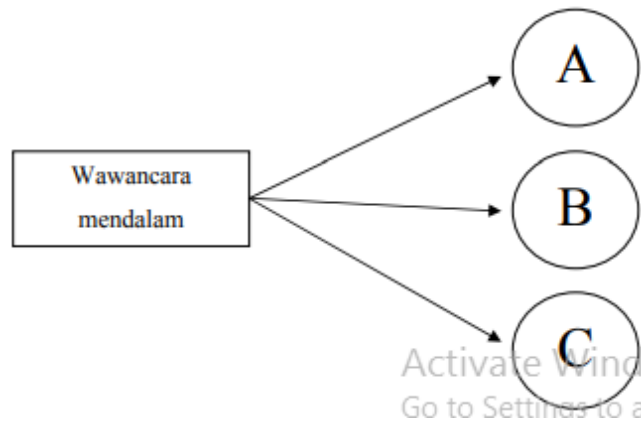 A
Wawancara
mendalam
B
C
Activate Wind
Go to Settings to a